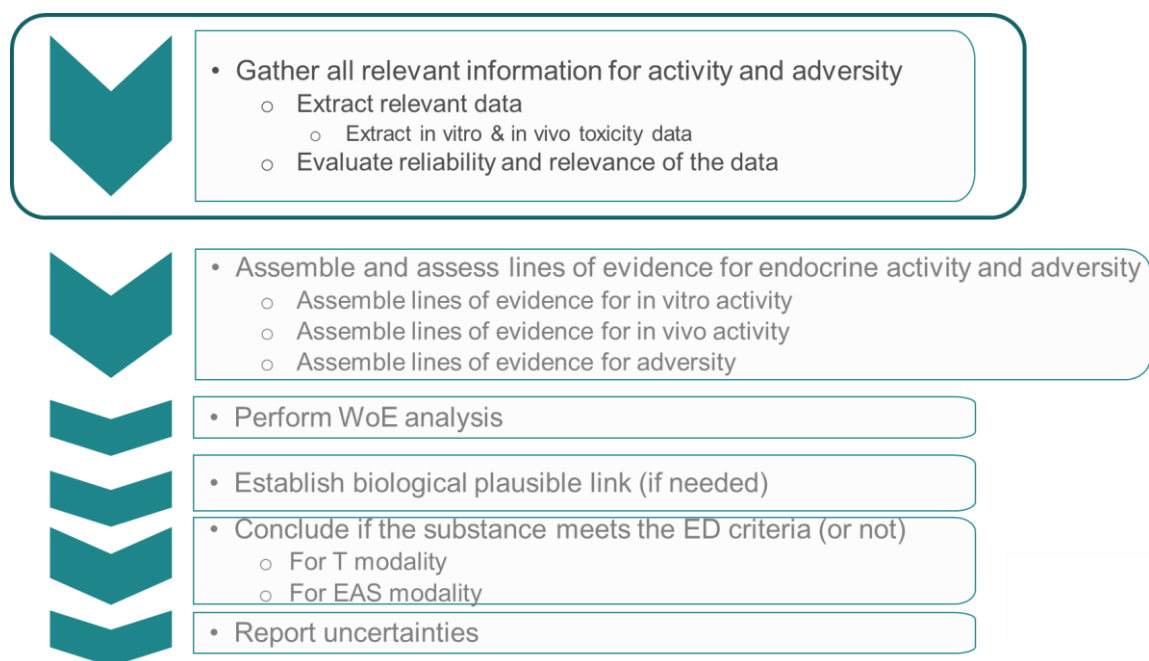 • Gather all relevant information for activity and adversity
o Extract relevant data
o Extract in vitro & in vivo toxicity data
o Evaluate reliability and relevance of the data
• Assemble and assess lines of evidence for endocrine activity and adversity
o Assemble lines of evidence for in vitro activity
o Assemble lines of evidence for in vivo activity
o Assemble lines of evidence for adversity
• Perform WoE analysis
• Establish biological plausible link (if needed)
• Conclude if the substance meets the ED criteria (or not)
o For T modality
o For EAS modality
• Report uncertainties